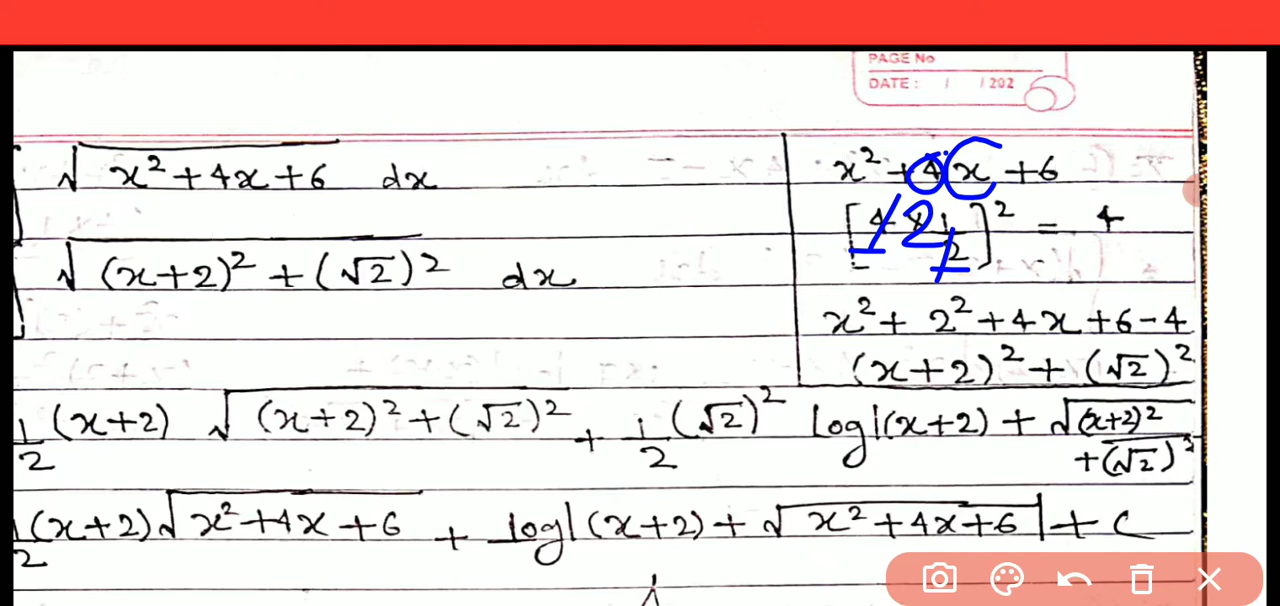 PAGE No
DATE : / / 202
√x² + 4x + 6 dx
√(x+2)² + (√2)² dx
x² + 4x + 6
[4 × 1/2]² = 4
x² + 2² + 4x + 6 - 4
(x+2)² + (√2)²
1/2 (x+2) √(x+2)² + (√2)² + 1/2 (√2)² log|(x+2) + √(x+2)² + (√2)²
1/2 (x+2) √x² + 4x + 6 + log|(x+2) + √x² + 4x + 6| + C